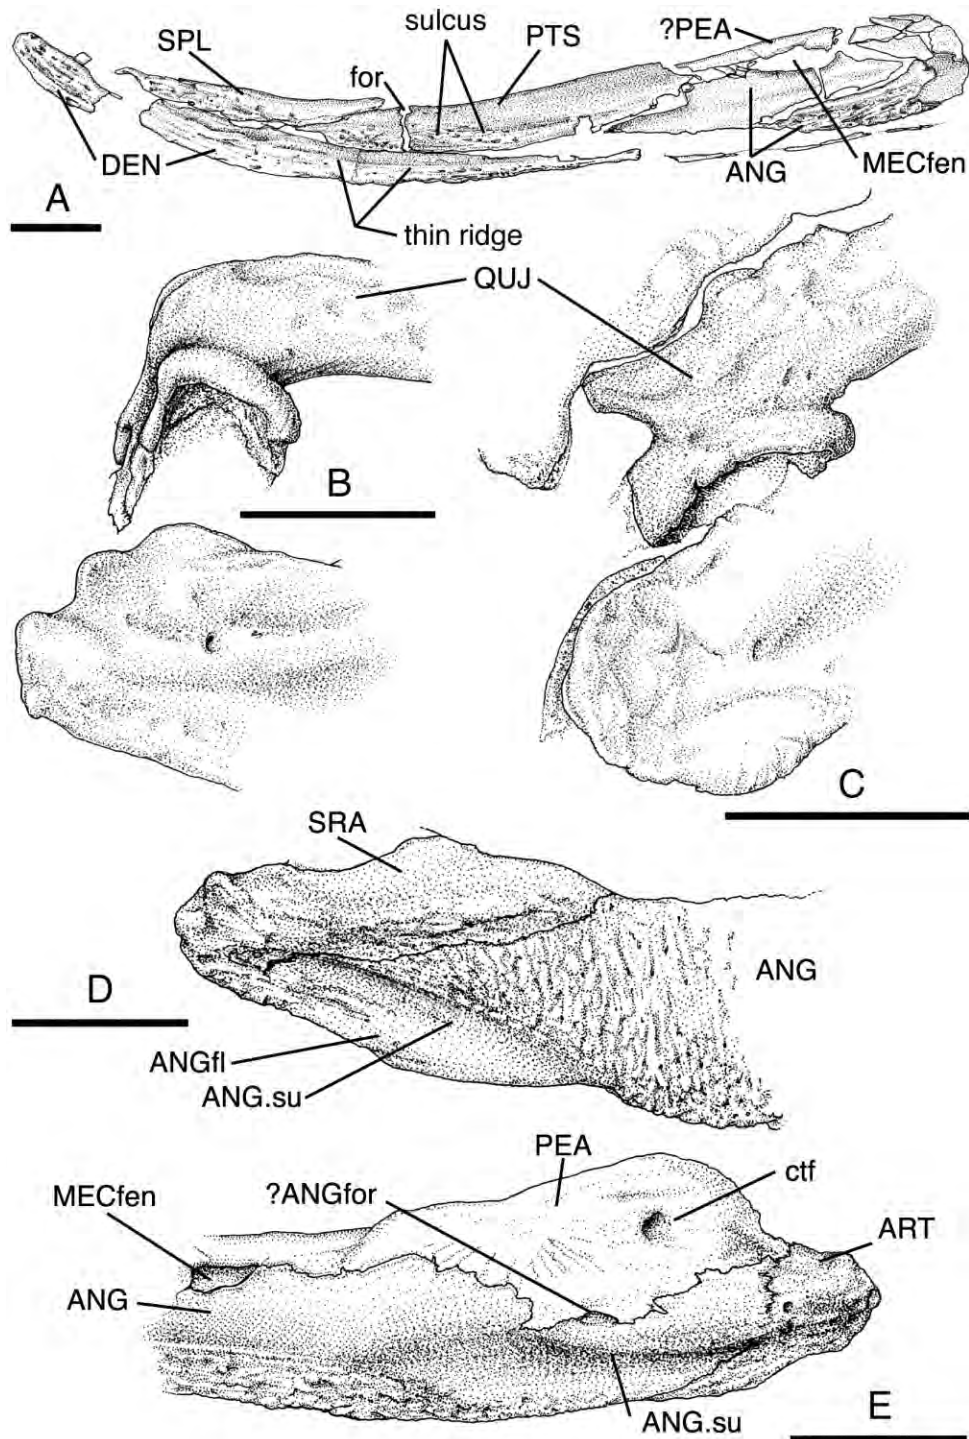 SPL
sulcus
PTS
?PEA
for
DEN
ANG
MECfen
A
thin ridge
QUJ
B
C
SRA
ANG
D
ANGfl
ANG.su
PEA
MECfen
?ANGfor
ctf
ART
ANG
ANG.su
E